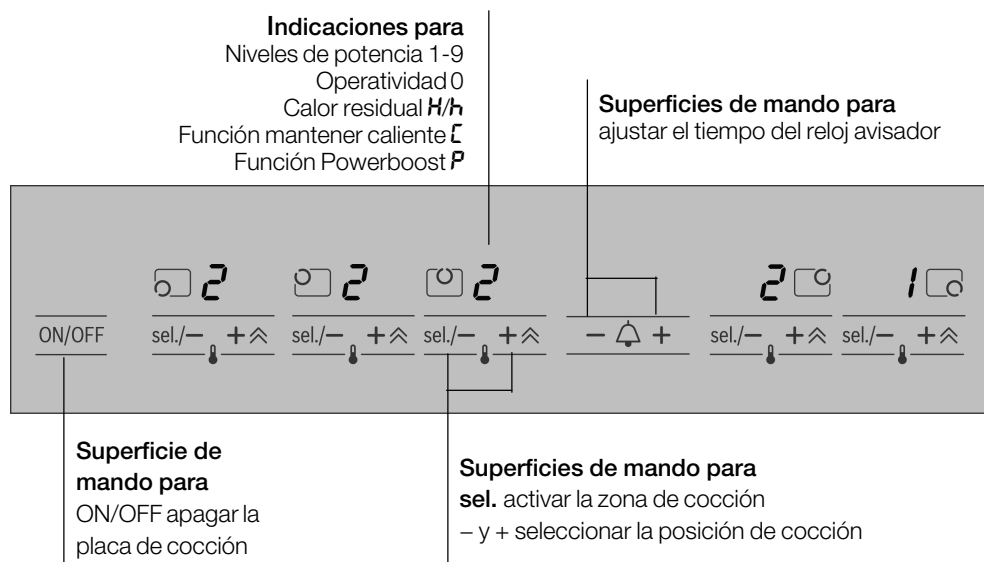 Indicaciones para
Niveles de potencia 1-9
Operatividad 0
Calor residual H/h
Función mantener caliente C
Función Powerboost P
Superficies de mando para
ajustar el tiempo del reloj avisador
2 2 2 2 1
ON/OFF sel./− + sel./− + sel./− + − + sel./− + sel./− +
Superficie de
mando para
ON/OFF apagar la
placa de cocción
Superficies de mando para
sel. activar la zona de cocción
– y + seleccionar la posición de cocción